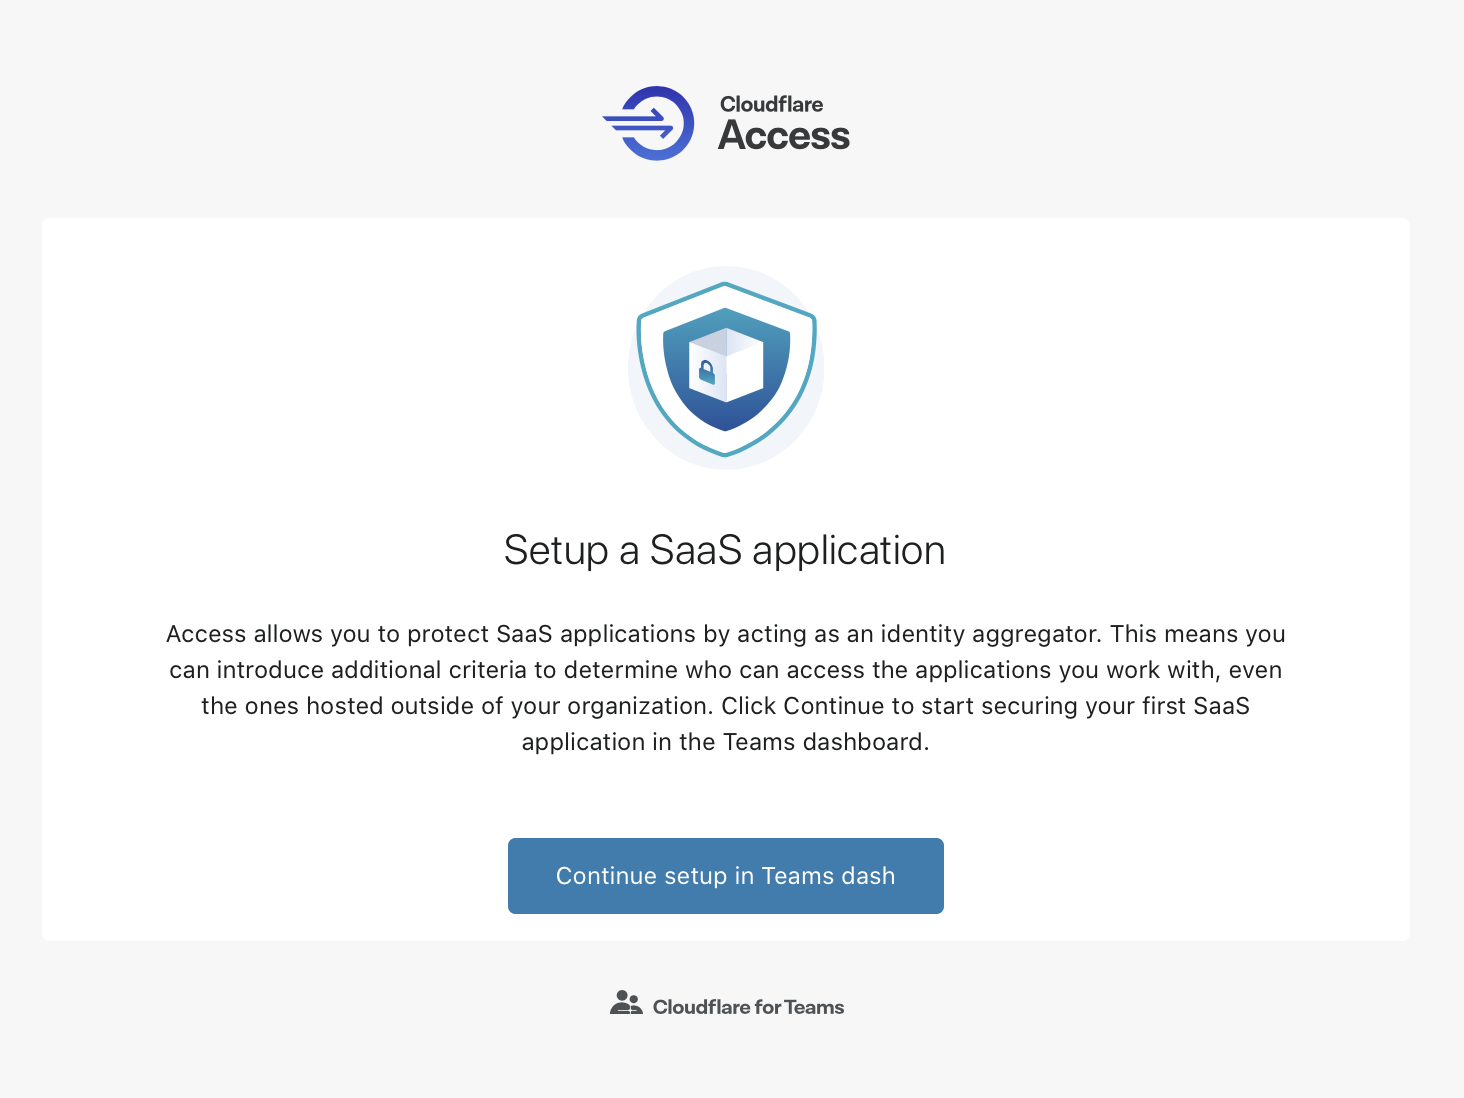 Cloudflare
Access
Setup a SaaS application
Access allows you to protect SaaS applications by acting as an identity aggregator. This means you
can introduce additional criteria to determine who can access the applications you work with, even
the ones hosted outside of your organization. Click Continue to start securing your first SaaS
application in the Teams dashboard.
Continue setup in Teams dash
Cloudflare for Teams